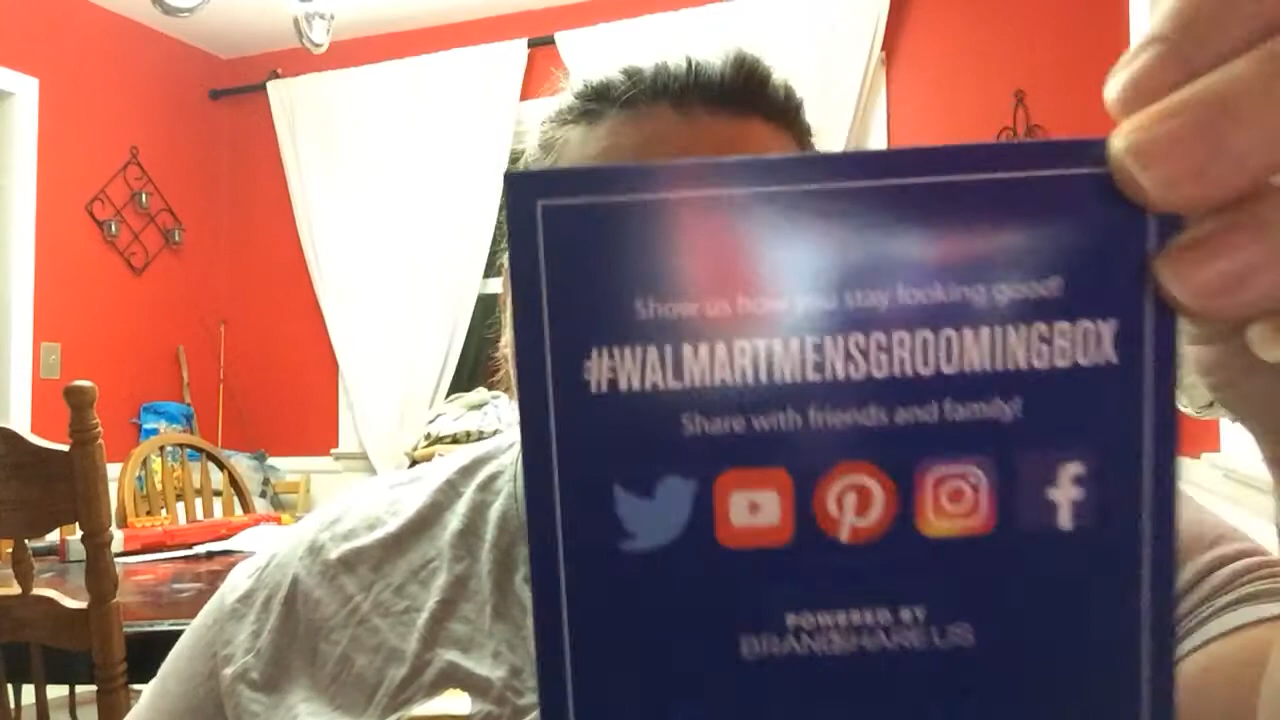 Show us how you stay looking good!
#WALMARTMENSGROOMINGBOX
Share with friends and family!
POWERED BY
BRANDSHARE.US